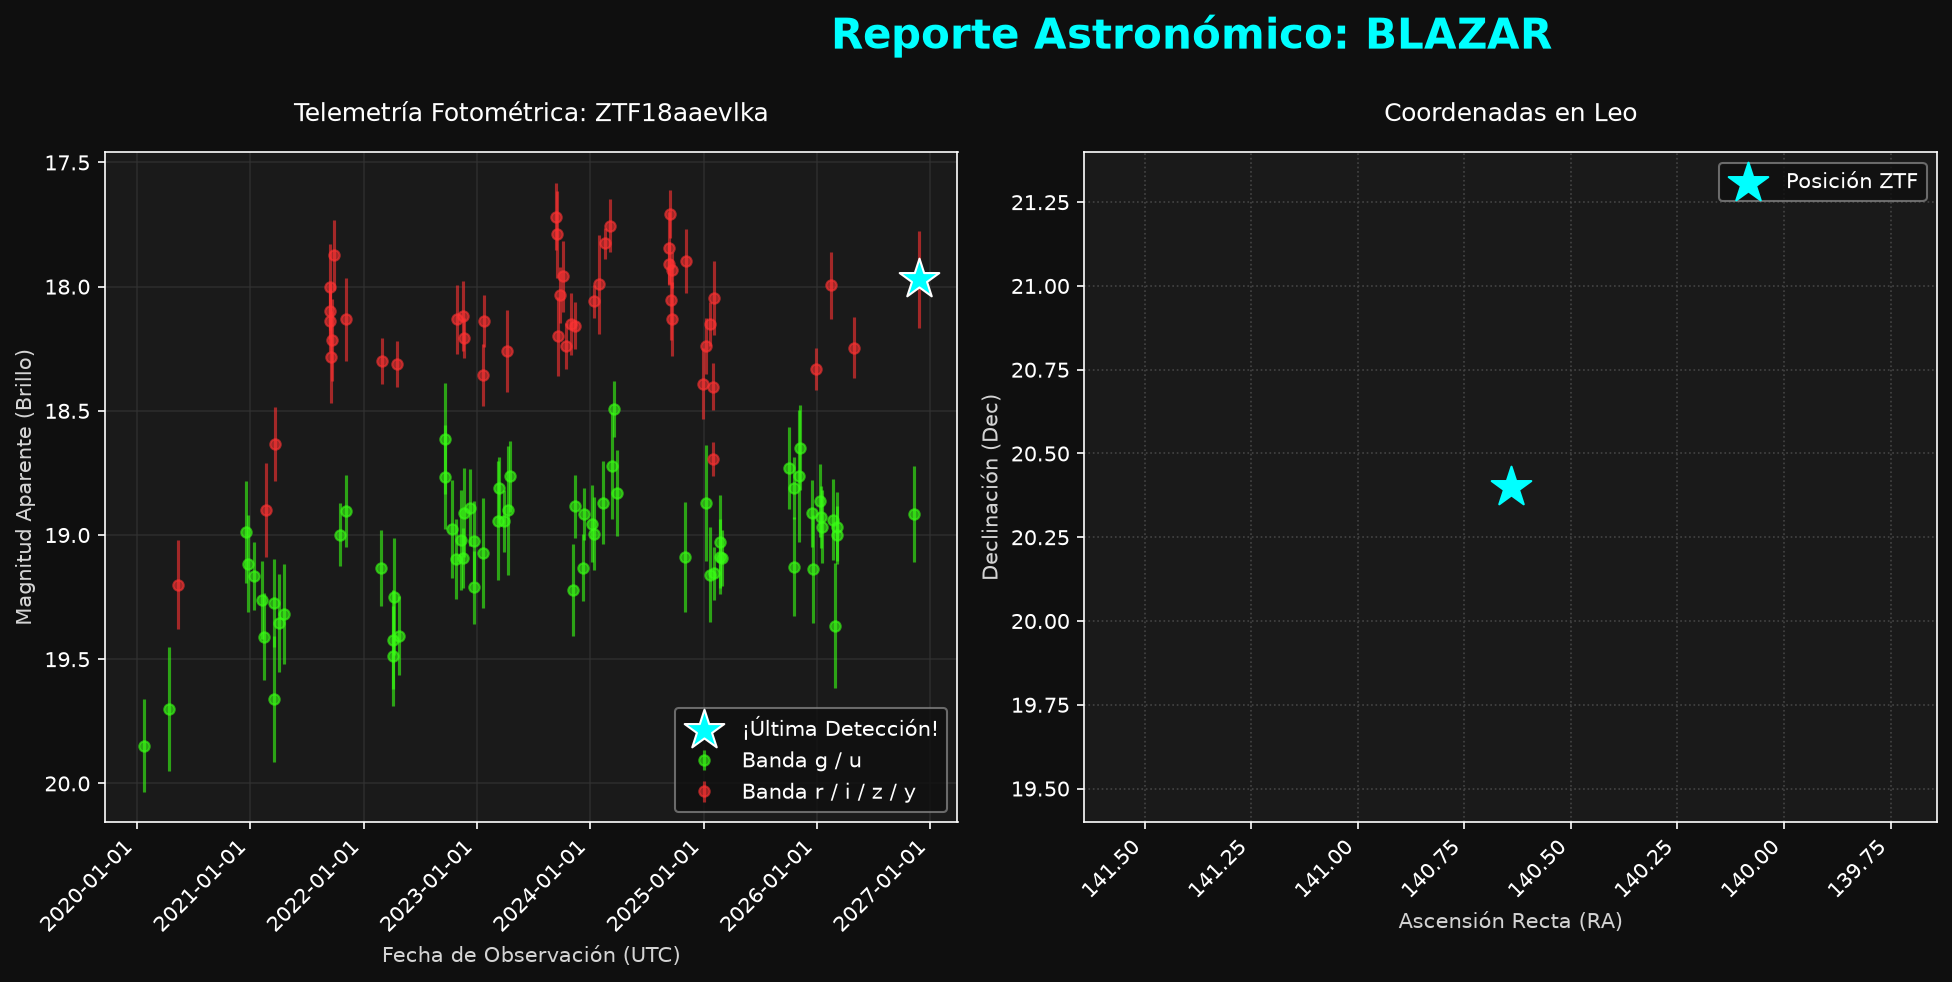 Reporte Astronómico: BLAZAR
Telemetría Fotométrica: ZTF18aaevlka
Magnitud Aparente (Brillo)
17.5
18.0
18.5
19.0
19.5
20.0
¡Última Detección!
Banda g / u
Banda r / i / z / y
2020-01-01
2021-01-01
2022-01-01
2023-01-01
2024-01-01
2025-01-01
2026-01-01
2027-01-01
Fecha de Observación (UTC)
Coordenadas en Leo
Posición ZTF
Declinación (Dec)
21.25
21.00
20.75
20.50
20.25
20.00
19.75
19.50
141.50
141.25
141.00
140.75
140.50
140.25
140.00
139.75
Ascensión Recta (RA)